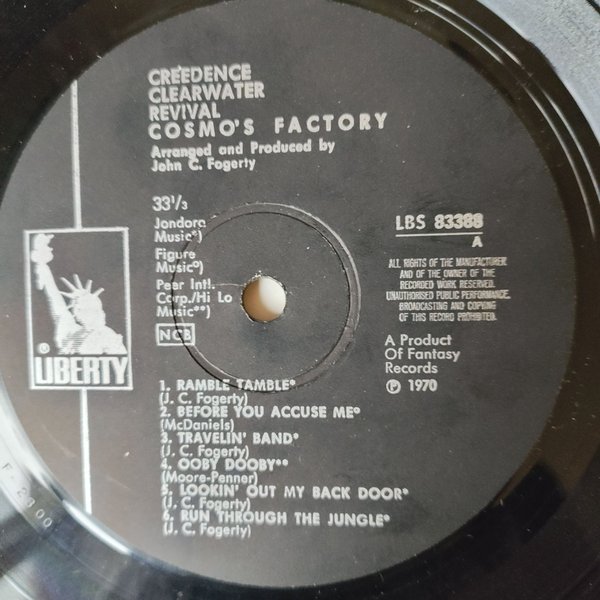 CREEDENCE
CLEARWATER
REVIVAL
COSMO'S FACTORY
Arranged and Produced by
John C. Fogerty
33⅓
Jondora
Music*)
Figure
Musicº)
Peer Intl.
Corp./Hi Lo
Music**)
NCB
LBS 83388
A
ALL RIGHTS OF THE MANUFACTURER
AND OF THE OWNER OF THE
RECORDED WORK RESERVED.
UNAUTHORISED PUBLIC PERFORMANCE,
BROADCASTING AND COPYING
OF THIS RECORD PROHIBITED.
A Product
Of Fantasy
Records
℗ 1970
® LIBERTY
1. RAMBLE TAMBLE*
(J. C. Fogerty)
2. BEFORE YOU ACCUSE MEº
(McDaniels)
3. TRAVELIN' BAND*
(J. C. Fogerty)
4. OOBY DOOBY**
(Moore-Penner)
5. LOOKIN' OUT MY BACK DOOR*
(J. C. Fogerty)
6. RUN THROUGH THE JUNGLE*
(J. C. Fogerty)